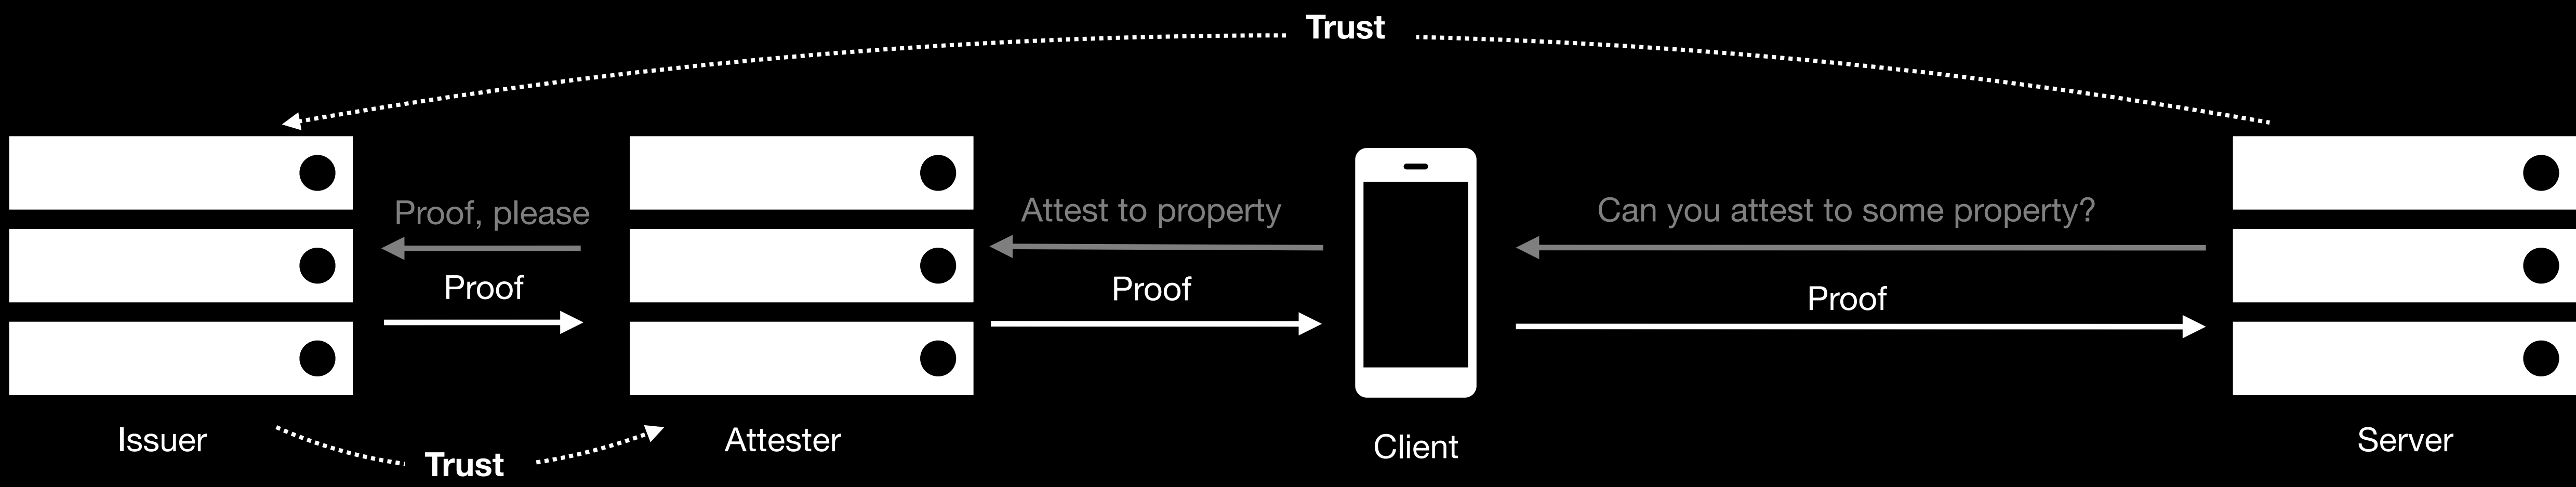 Trust
Proof, please
Attest to property
Can you attest to some property?
Proof
Proof
Proof
Issuer
Attester
Client
Server
Trust